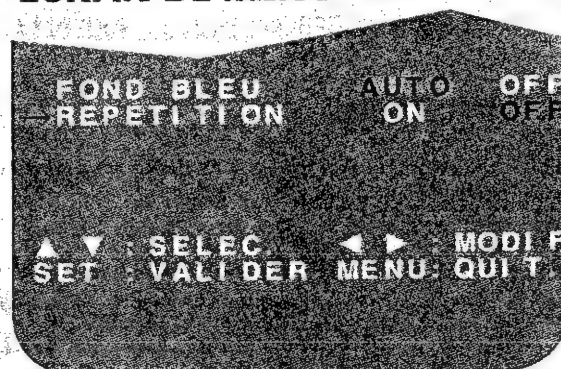 FOND BLEU AUTO OFF
→REPETITION ON OFF
▲ ▼ : SELEC. ◄ ► : MODIF
SET : VALIDER MENU: QUIT.